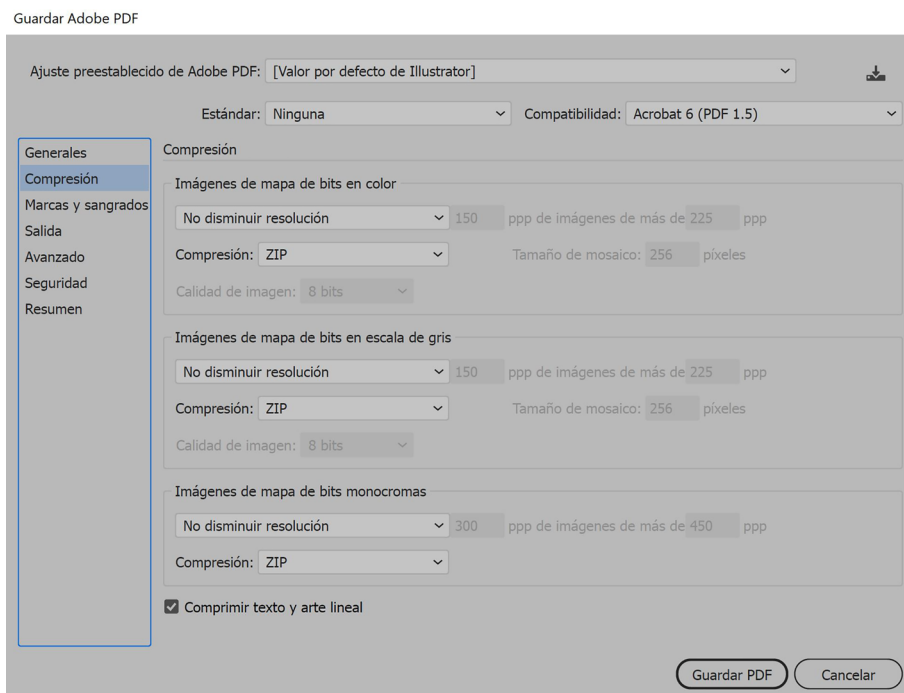 Guardar Adobe PDF
Ajuste preestablecido de Adobe PDF: [Valor por defecto de Illustrator]
Estándar: Ninguna Compatibilidad: Acrobat 6 (PDF 1.5)
Generales
Compresión
Marcas y sangrados
Salida
Avanzado
Seguridad
Resumen
Compresión
Imágenes de mapa de bits en color
No disminuir resolución 150 ppp de imágenes de más de 225 ppp
Compresión: ZIP Tamaño de mosaico: 256 píxeles
Calidad de imagen: 8 bits
Imágenes de mapa de bits en escala de gris
No disminuir resolución 150 ppp de imágenes de más de 225 ppp
Compresión: ZIP Tamaño de mosaico: 256 píxeles
Calidad de imagen: 8 bits
Imágenes de mapa de bits monocromas
No disminuir resolución 300 ppp de imágenes de más de 450 ppp
Compresión: ZIP
Comprimir texto y arte lineal
Guardar PDF Cancelar